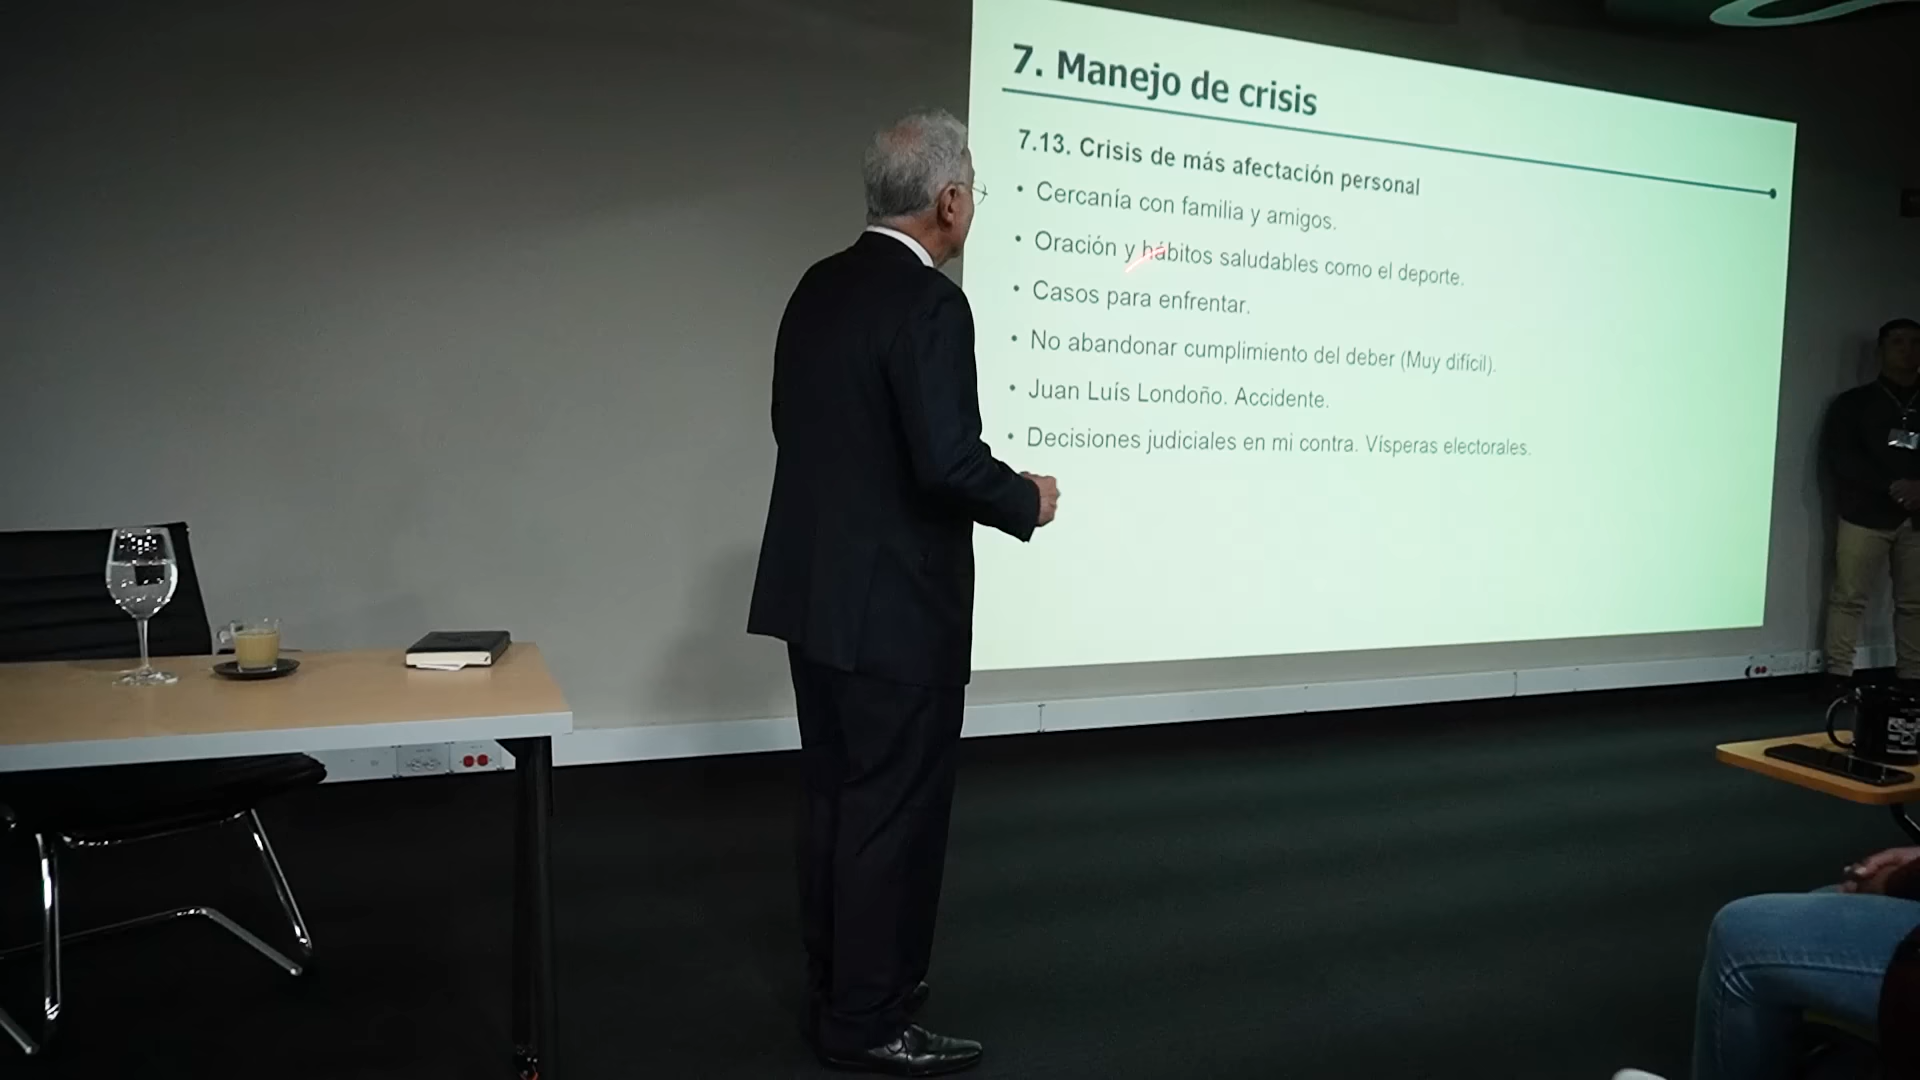 7. Manejo de crisis
7.13. Crisis de más afectación personal
• Cercanía con familia y amigos.
• Oración y hábitos saludables como el deporte.
• Casos para enfrentar.
• No abandonar cumplimiento del deber (Muy difícil).
• Juan Luís Londoño. Accidente.
• Decisiones judiciales en mi contra. Vísperas electorales.